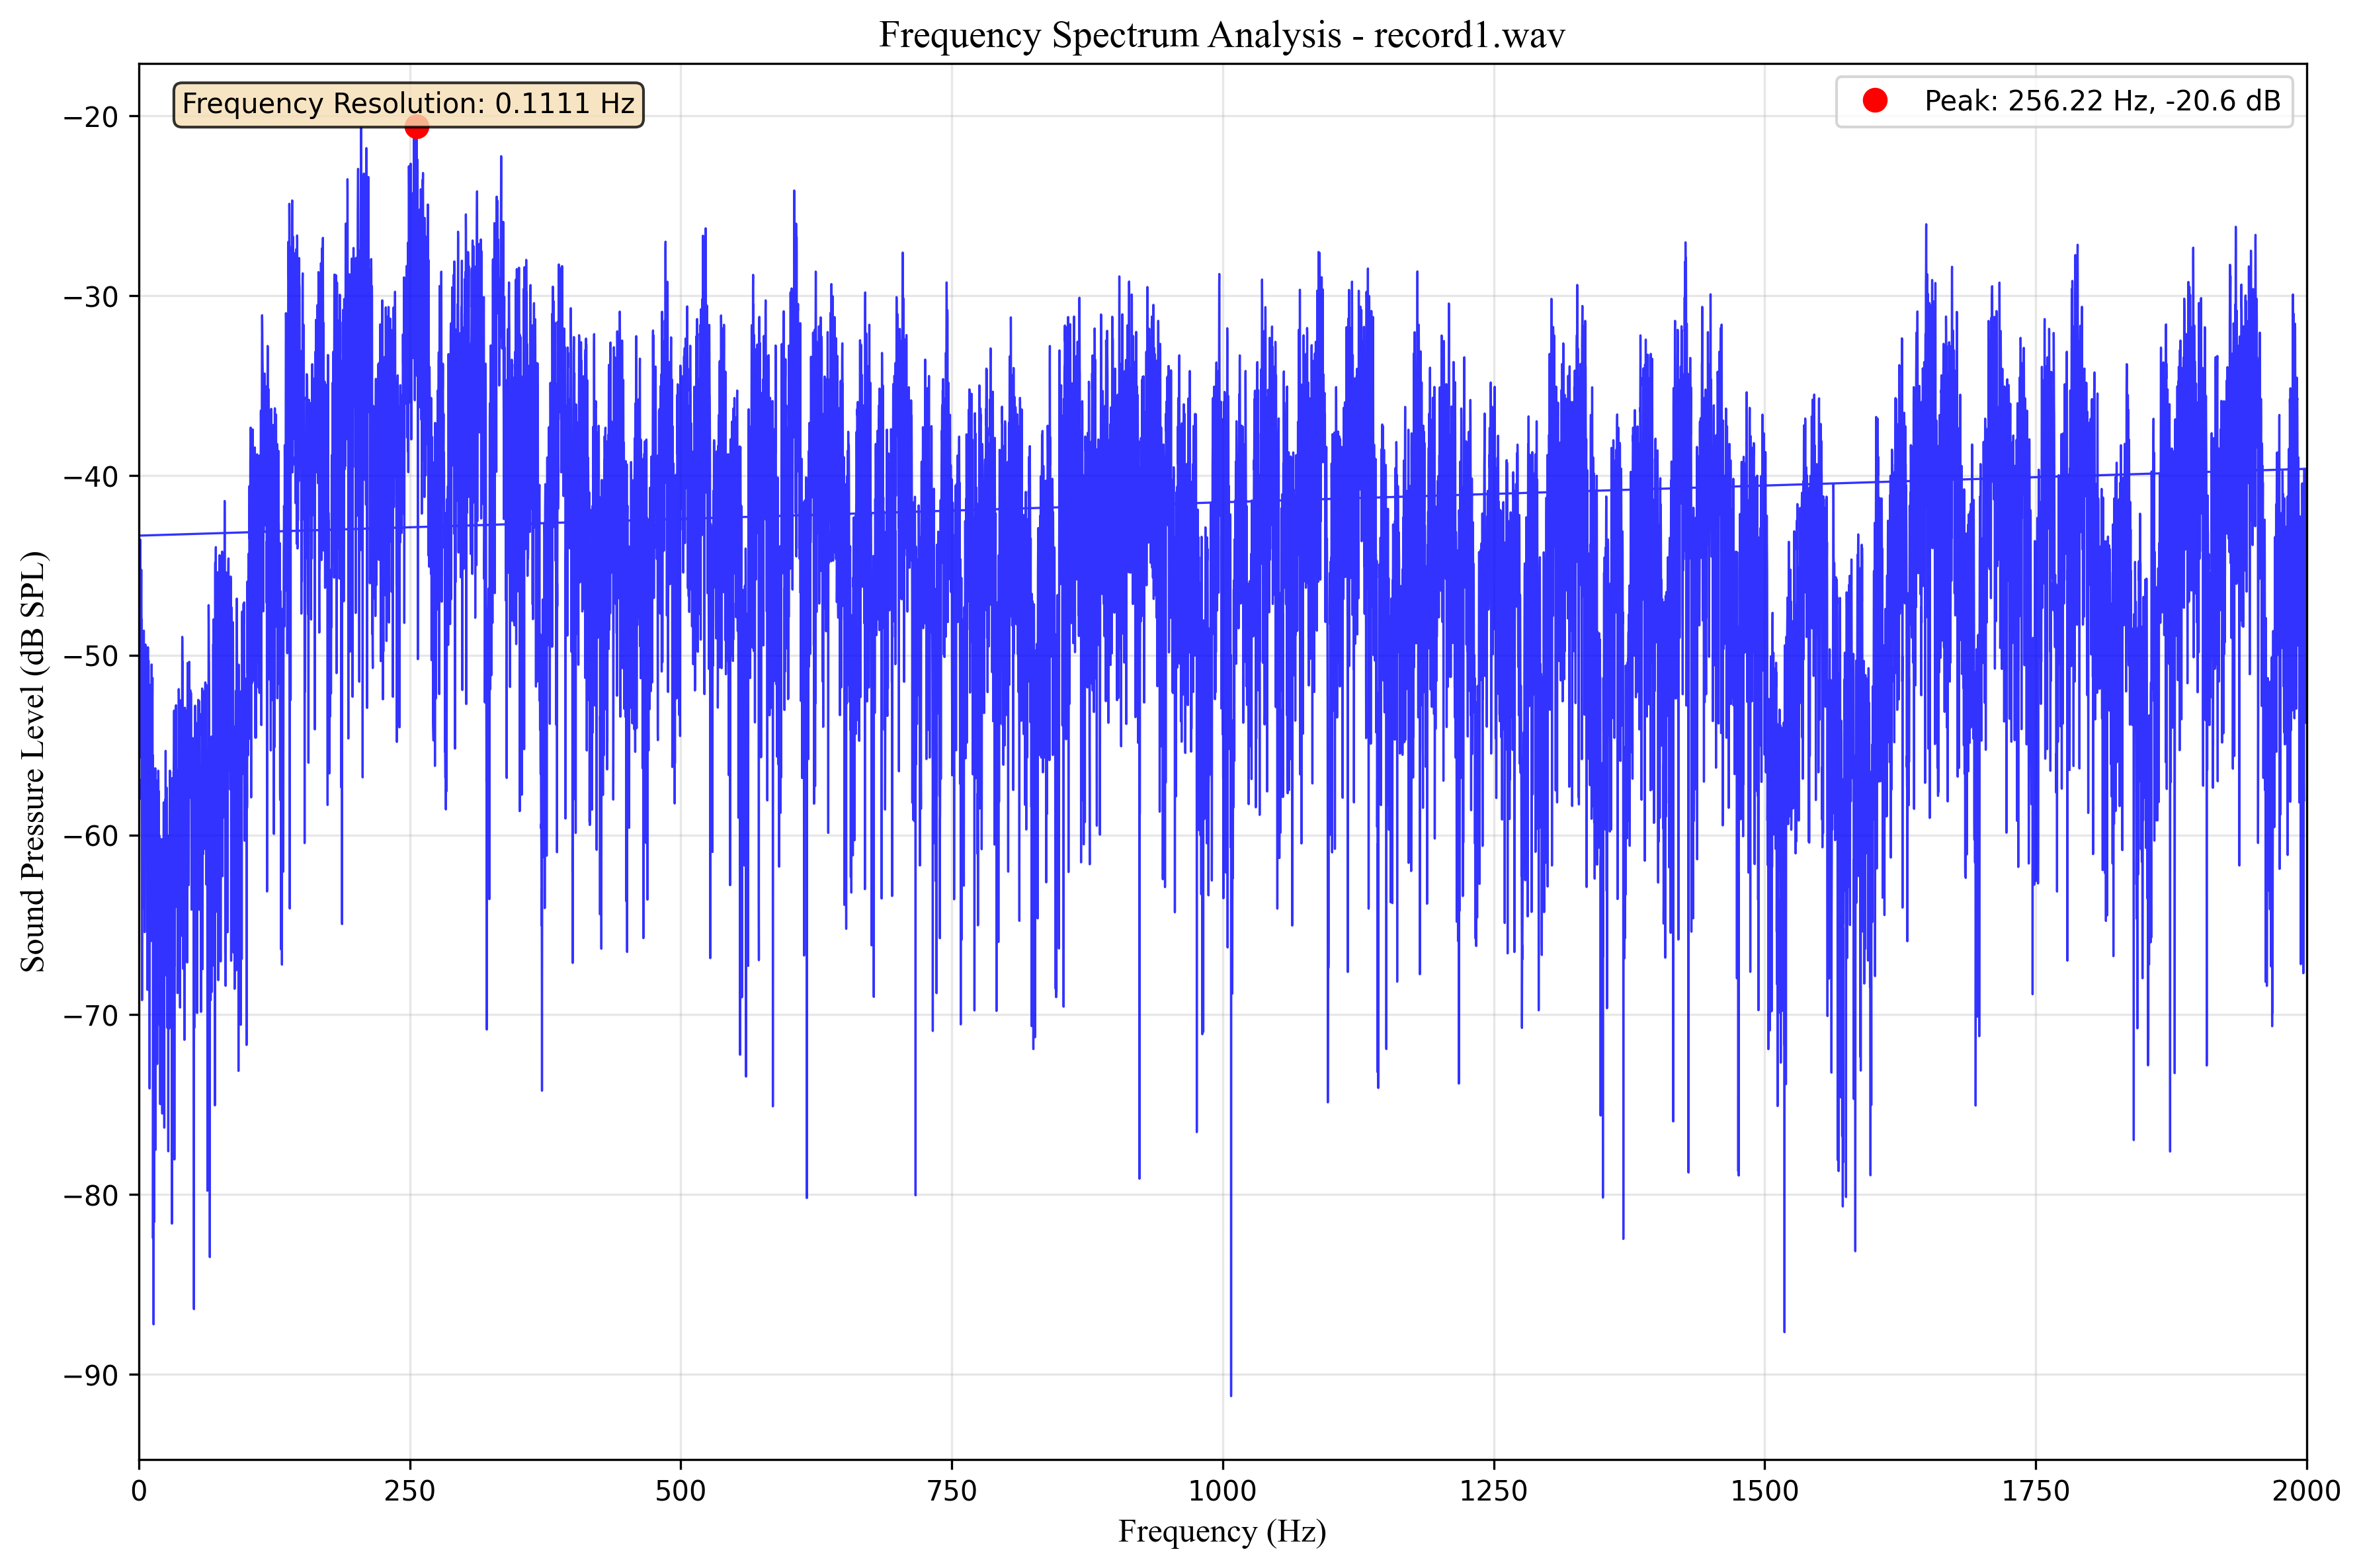 Frequency Spectrum Analysis - record1.wav
Frequency Resolution: 0.1111 Hz
Peak: 256.22 Hz, -20.6 dB
Sound Pressure Level (dB SPL)
−20
−30
−40
−50
−60
−70
−80
−90
0 250 500 750 1000 1250 1500 1750 2000
Frequency (Hz)